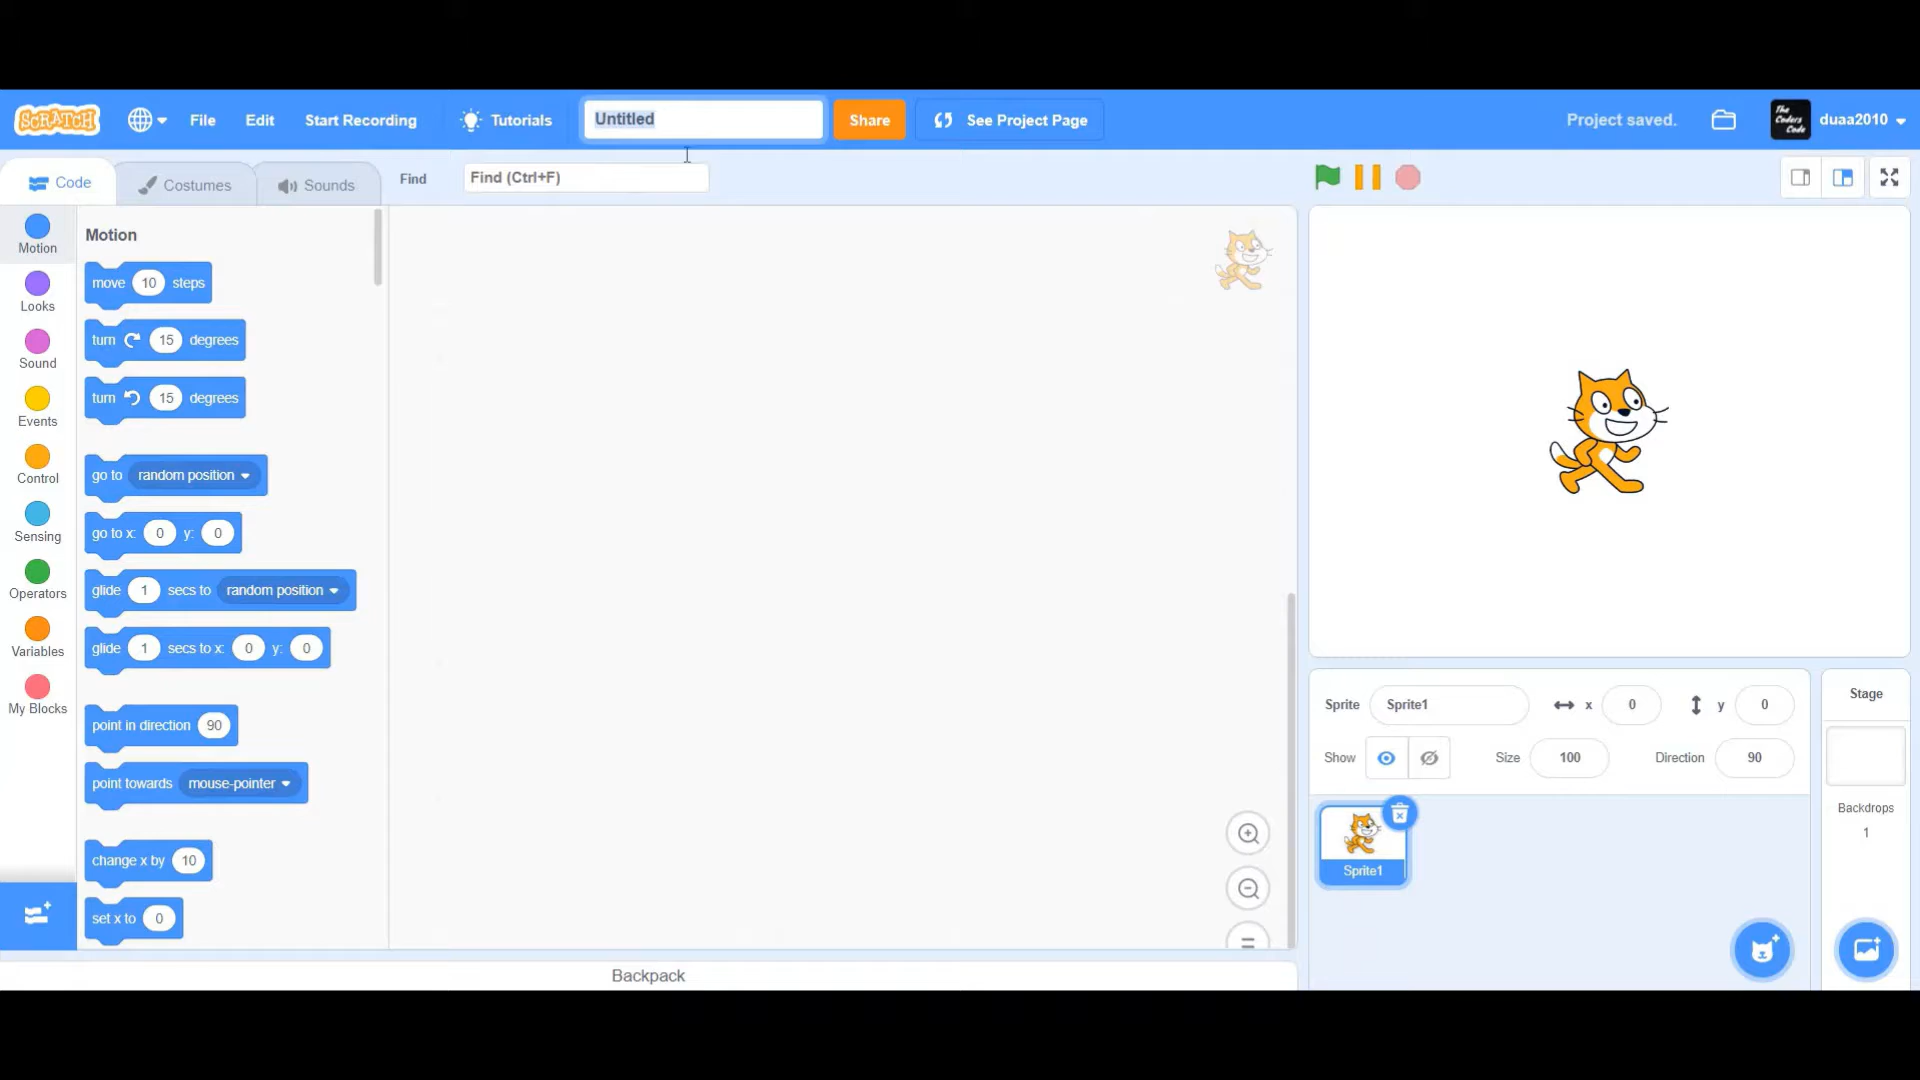 SCRATCH File Edit Start Recording Tutorials Untitled Share See Project Page Project saved. The Coders Code duaa2010
Code Costumes Sounds Find Find (Ctrl+F)
Motion
Looks
Sound
Events
Control
Sensing
Operators
Variables
My Blocks
Motion
move 10 steps
turn 15 degrees
turn 15 degrees
go to random position
go to x: 0 y: 0
glide 1 secs to random position
glide 1 secs to x: 0 y: 0
point in direction 90
point towards mouse-pointer
change x by 10
set x to 0
Backpack
Sprite Sprite1 x 0 y 0
Show Size 100 Direction 90
Sprite1
Stage
Backdrops
1